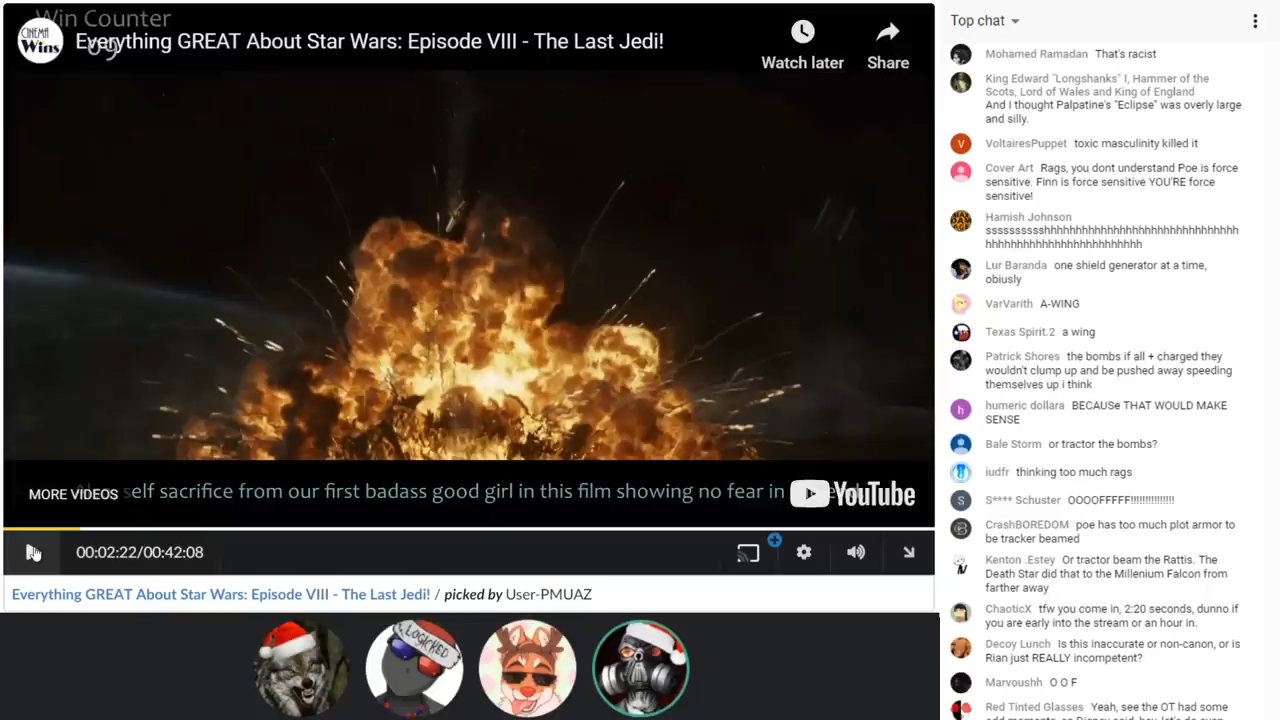 Win Counter
09
CINEMA
Wins
Everything GREAT About Star Wars: Episode VIII - The Last Jedi!
Watch later
Share
MORE VIDEOS
self sacrifice from our first badass good girl in this film showing no fear in
YouTube
00:02:22/00:42:08
Everything GREAT About Star Wars: Episode VIII - The Last Jedi! / picked by User-PMUAZ
LOGICKED
Top chat
Mohamed Ramadan That's racist
King Edward "Longshanks" I, Hammer of the
Scots, Lord of Wales and King of England
And I thought Palpatine's "Eclipse" was overly large
and silly.
V
VoltairesPuppet toxic masculinity killed it
Cover Art Rags, you dont understand Poe is force
sensitive. Finn is force sensitive YOU'RE force
sensitive!
Hamish Johnson
sssssssssshhhhhhhhhhhhhhhhhhhhhhhhhhhhh
hhhhhhhhhhhhhhhhhhhhhhhhhh
Lur Baranda one shield generator at a time,
obiusly
VarVarith A-WING
Texas Spirit.2 a wing
Patrick Shores the bombs if all + charged they
wouldn't clump up and be pushed away speeding
themselves up i think
h
humeric dollara BECAUSe THAT WOULD MAKE
SENSE
Bale Storm or tractor the bombs?
iudfr thinking too much rags
S
S**** Schuster OOOOFFFFF!!!!!!!!!!!!!!!!
CrashBOREDOM poe has too much plot armor to
be tracker beamed
Kenton .Estey Or tractor beam the Rattis. The
Death Star did that to the Millenium Falcon from
farther away
ChaoticX tfw you come in, 2:20 seconds, dunno if
you are early into the stream or an hour in.
Decoy Lunch Is this inaccurate or non-canon, or is
Rian just REALLY incompetent?
Marvoushh O O F
Red Tinted Glasses Yeah, see the OT had some